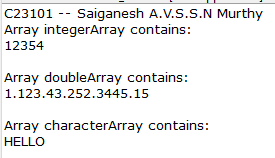 C23101 -- Saiganesh A.V.S.S.N Murthy
Array integerArray contains:
12354
Array doubleArray contains:
1.123.43.252.3445.15
Array characterArray contains:
HELLO